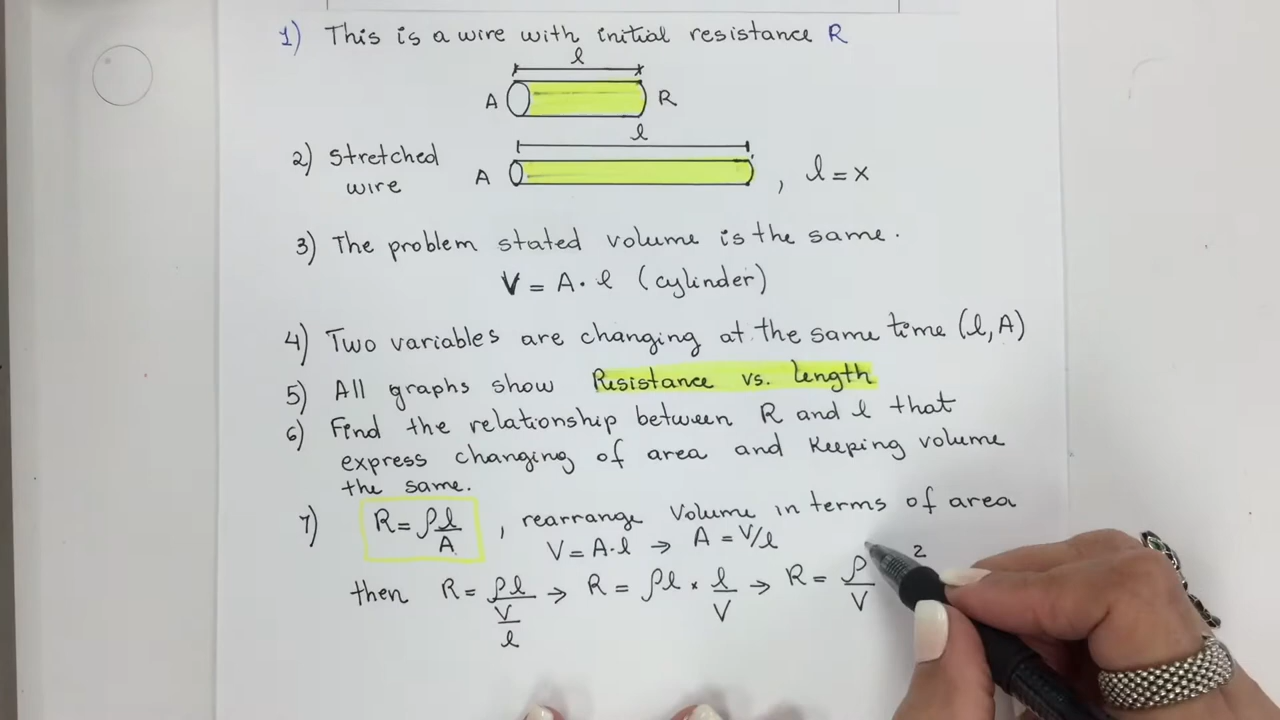 1) This is a wire with initial resistance R
l
A R
l
2) Stretched
wire
A , l = x
3) The problem stated volume is the same.
V = A · l (cylinder)
4) Two variables are changing at the same time (l, A)
5) All graphs show Resistance vs. length
6) Find the relationship between R and l that
express changing of area and keeping volume
the same.
7) R = ρ l/A , rearrange Volume in terms of area
V = A·l → A = V/l
then R = ρl/(V/l) → R = ρl × l/V → R = ρ/V 2